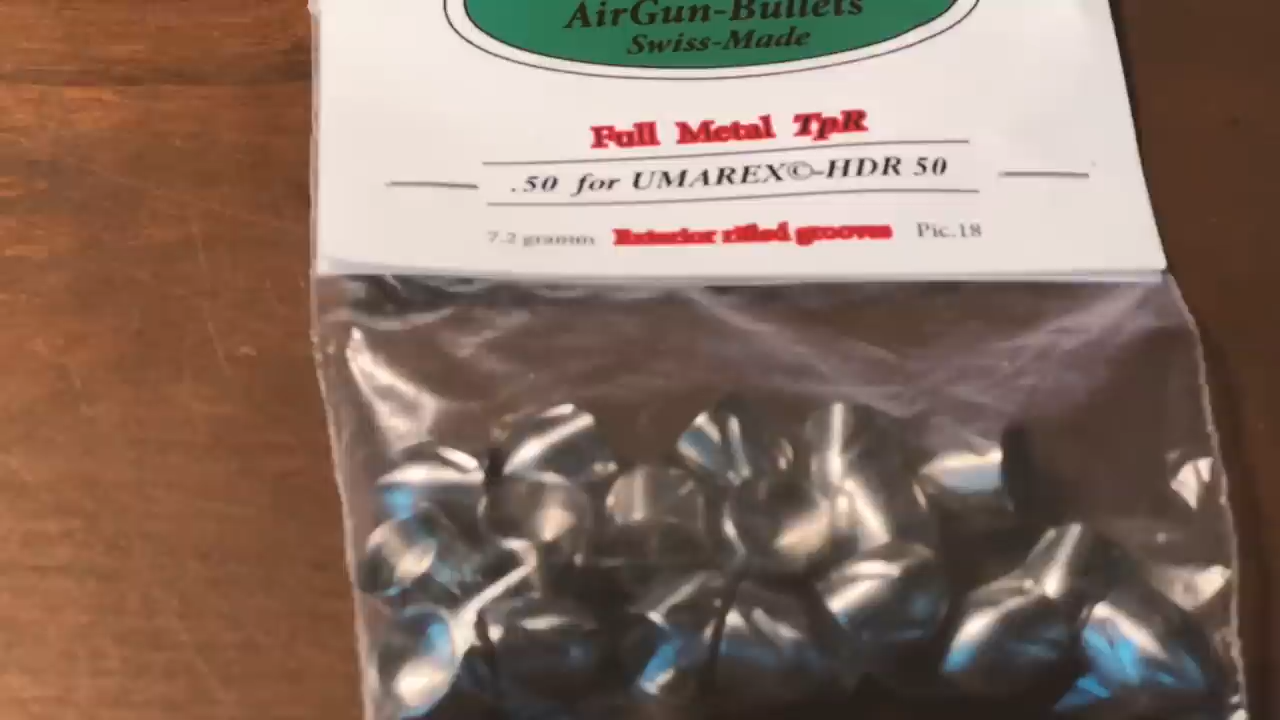 AirGun-Bullets
Swiss-Made
Full Metal TpR
.50 for UMAREX©-HDR 50
7.2 gramm Exterior rifled grooves Pic.18